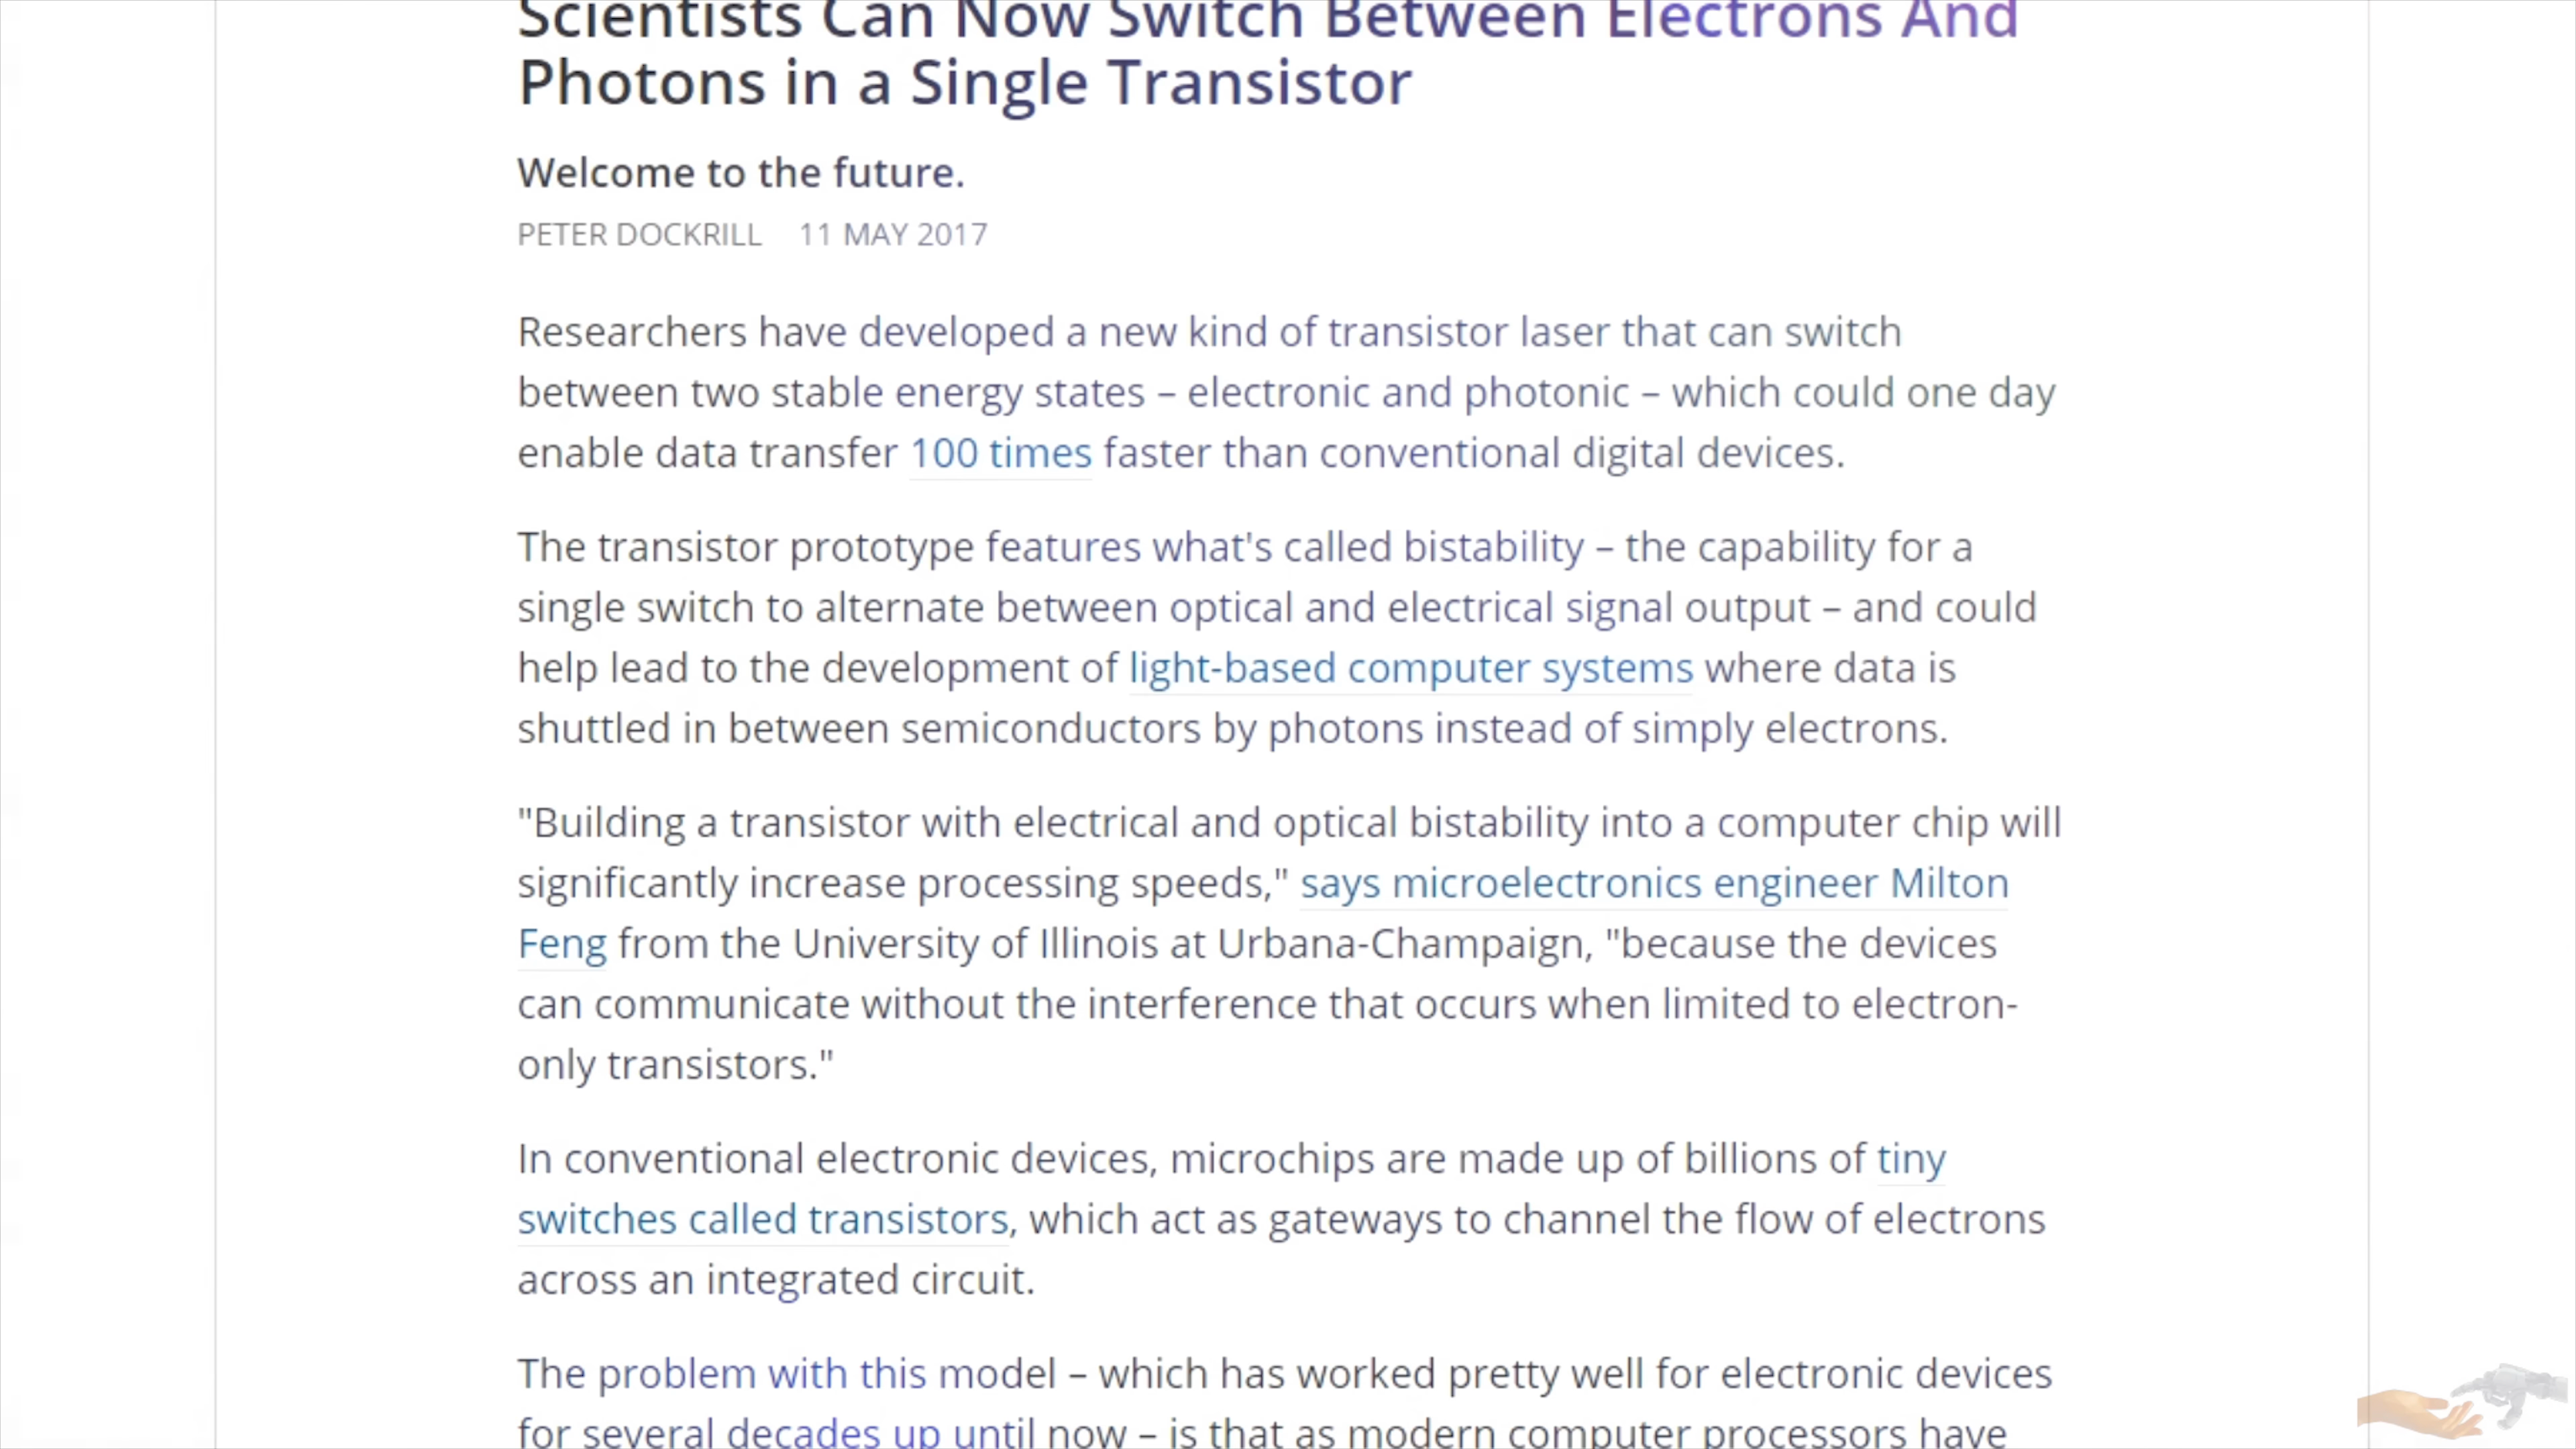 Scientists Can Now Switch Between Electrons And
Photons in a Single Transistor
Welcome to the future.
PETER DOCKRILL 11 MAY 2017
Researchers have developed a new kind of transistor laser that can switch
between two stable energy states – electronic and photonic – which could one day
enable data transfer 100 times faster than conventional digital devices.
The transistor prototype features what's called bistability – the capability for a
single switch to alternate between optical and electrical signal output – and could
help lead to the development of light-based computer systems where data is
shuttled in between semiconductors by photons instead of simply electrons.
"Building a transistor with electrical and optical bistability into a computer chip will
significantly increase processing speeds," says microelectronics engineer Milton
Feng from the University of Illinois at Urbana-Champaign, "because the devices
can communicate without the interference that occurs when limited to electron-
only transistors."
In conventional electronic devices, microchips are made up of billions of tiny
switches called transistors, which act as gateways to channel the flow of electrons
across an integrated circuit.
The problem with this model – which has worked pretty well for electronic devices
for several decades up until now – is that as modern computer processors have